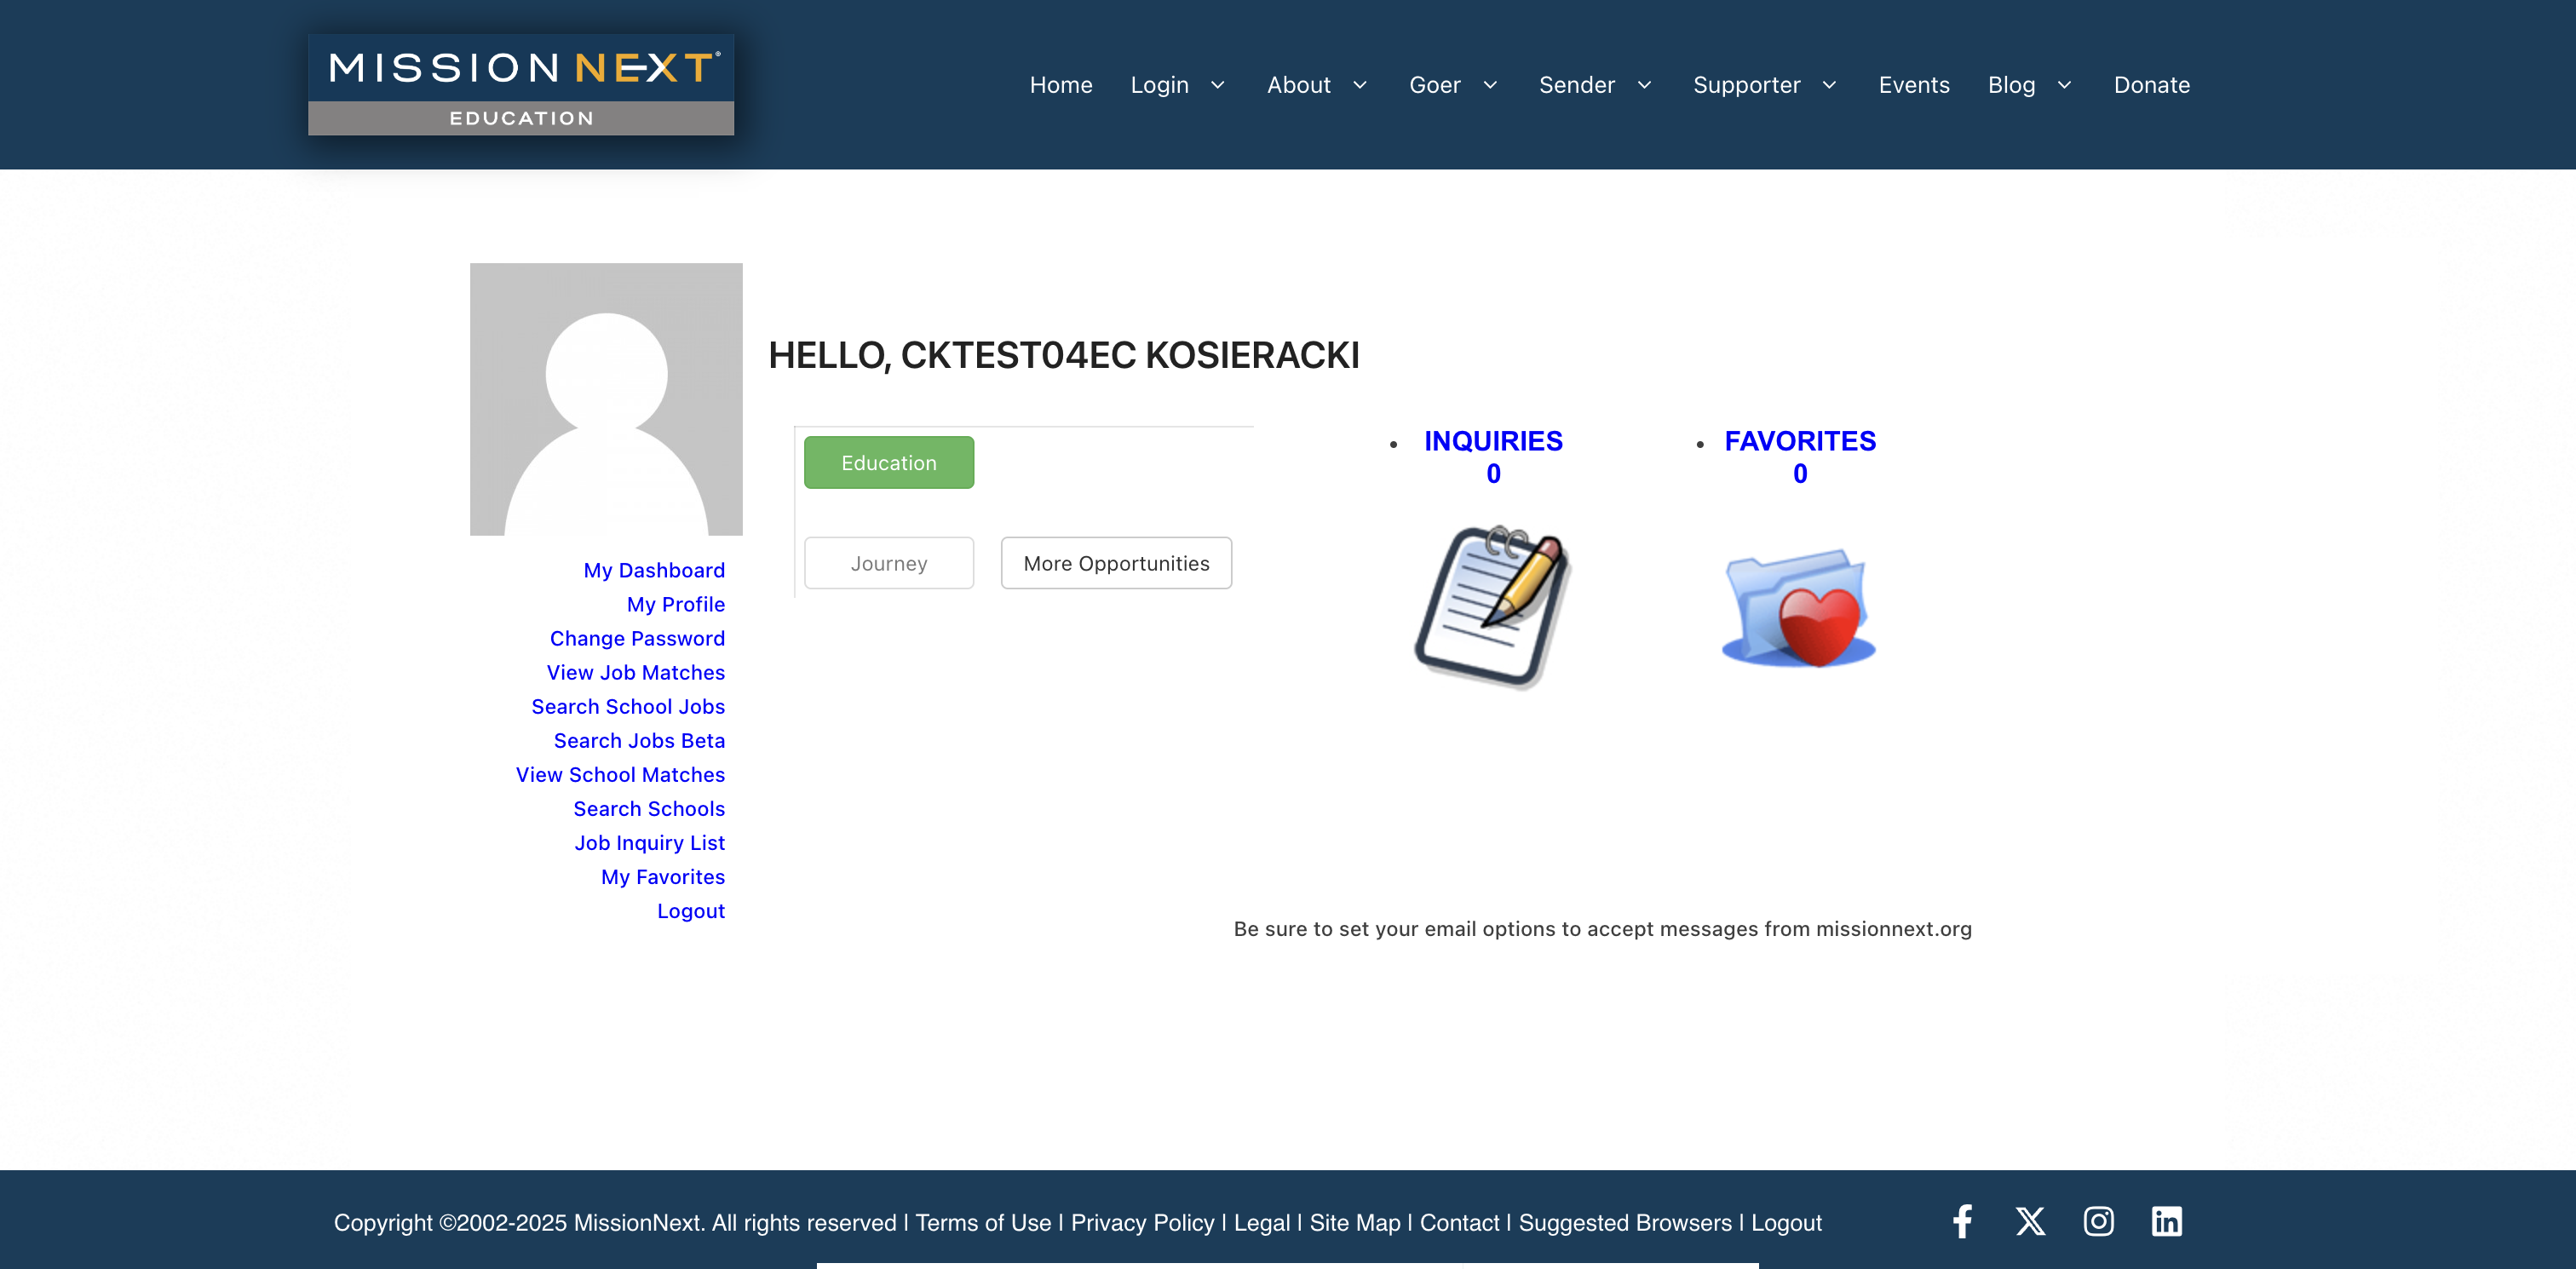 MISSION NEXT®
EDUCATION
Home Login About Goer Sender Supporter Events Blog Donate
HELLO, CKTEST04EC KOSIERACKI
Education
Journey
More Opportunities
INQUIRIES
0
FAVORITES
0
My Dashboard
My Profile
Change Password
View Job Matches
Search School Jobs
Search Jobs Beta
View School Matches
Search Schools
Job Inquiry List
My Favorites
Logout
Be sure to set your email options to accept messages from missionnext.org
Copyright ©2002-2025 MissionNext. All rights reserved | Terms of Use | Privacy Policy | Legal | Site Map | Contact | Suggested Browsers | Logout